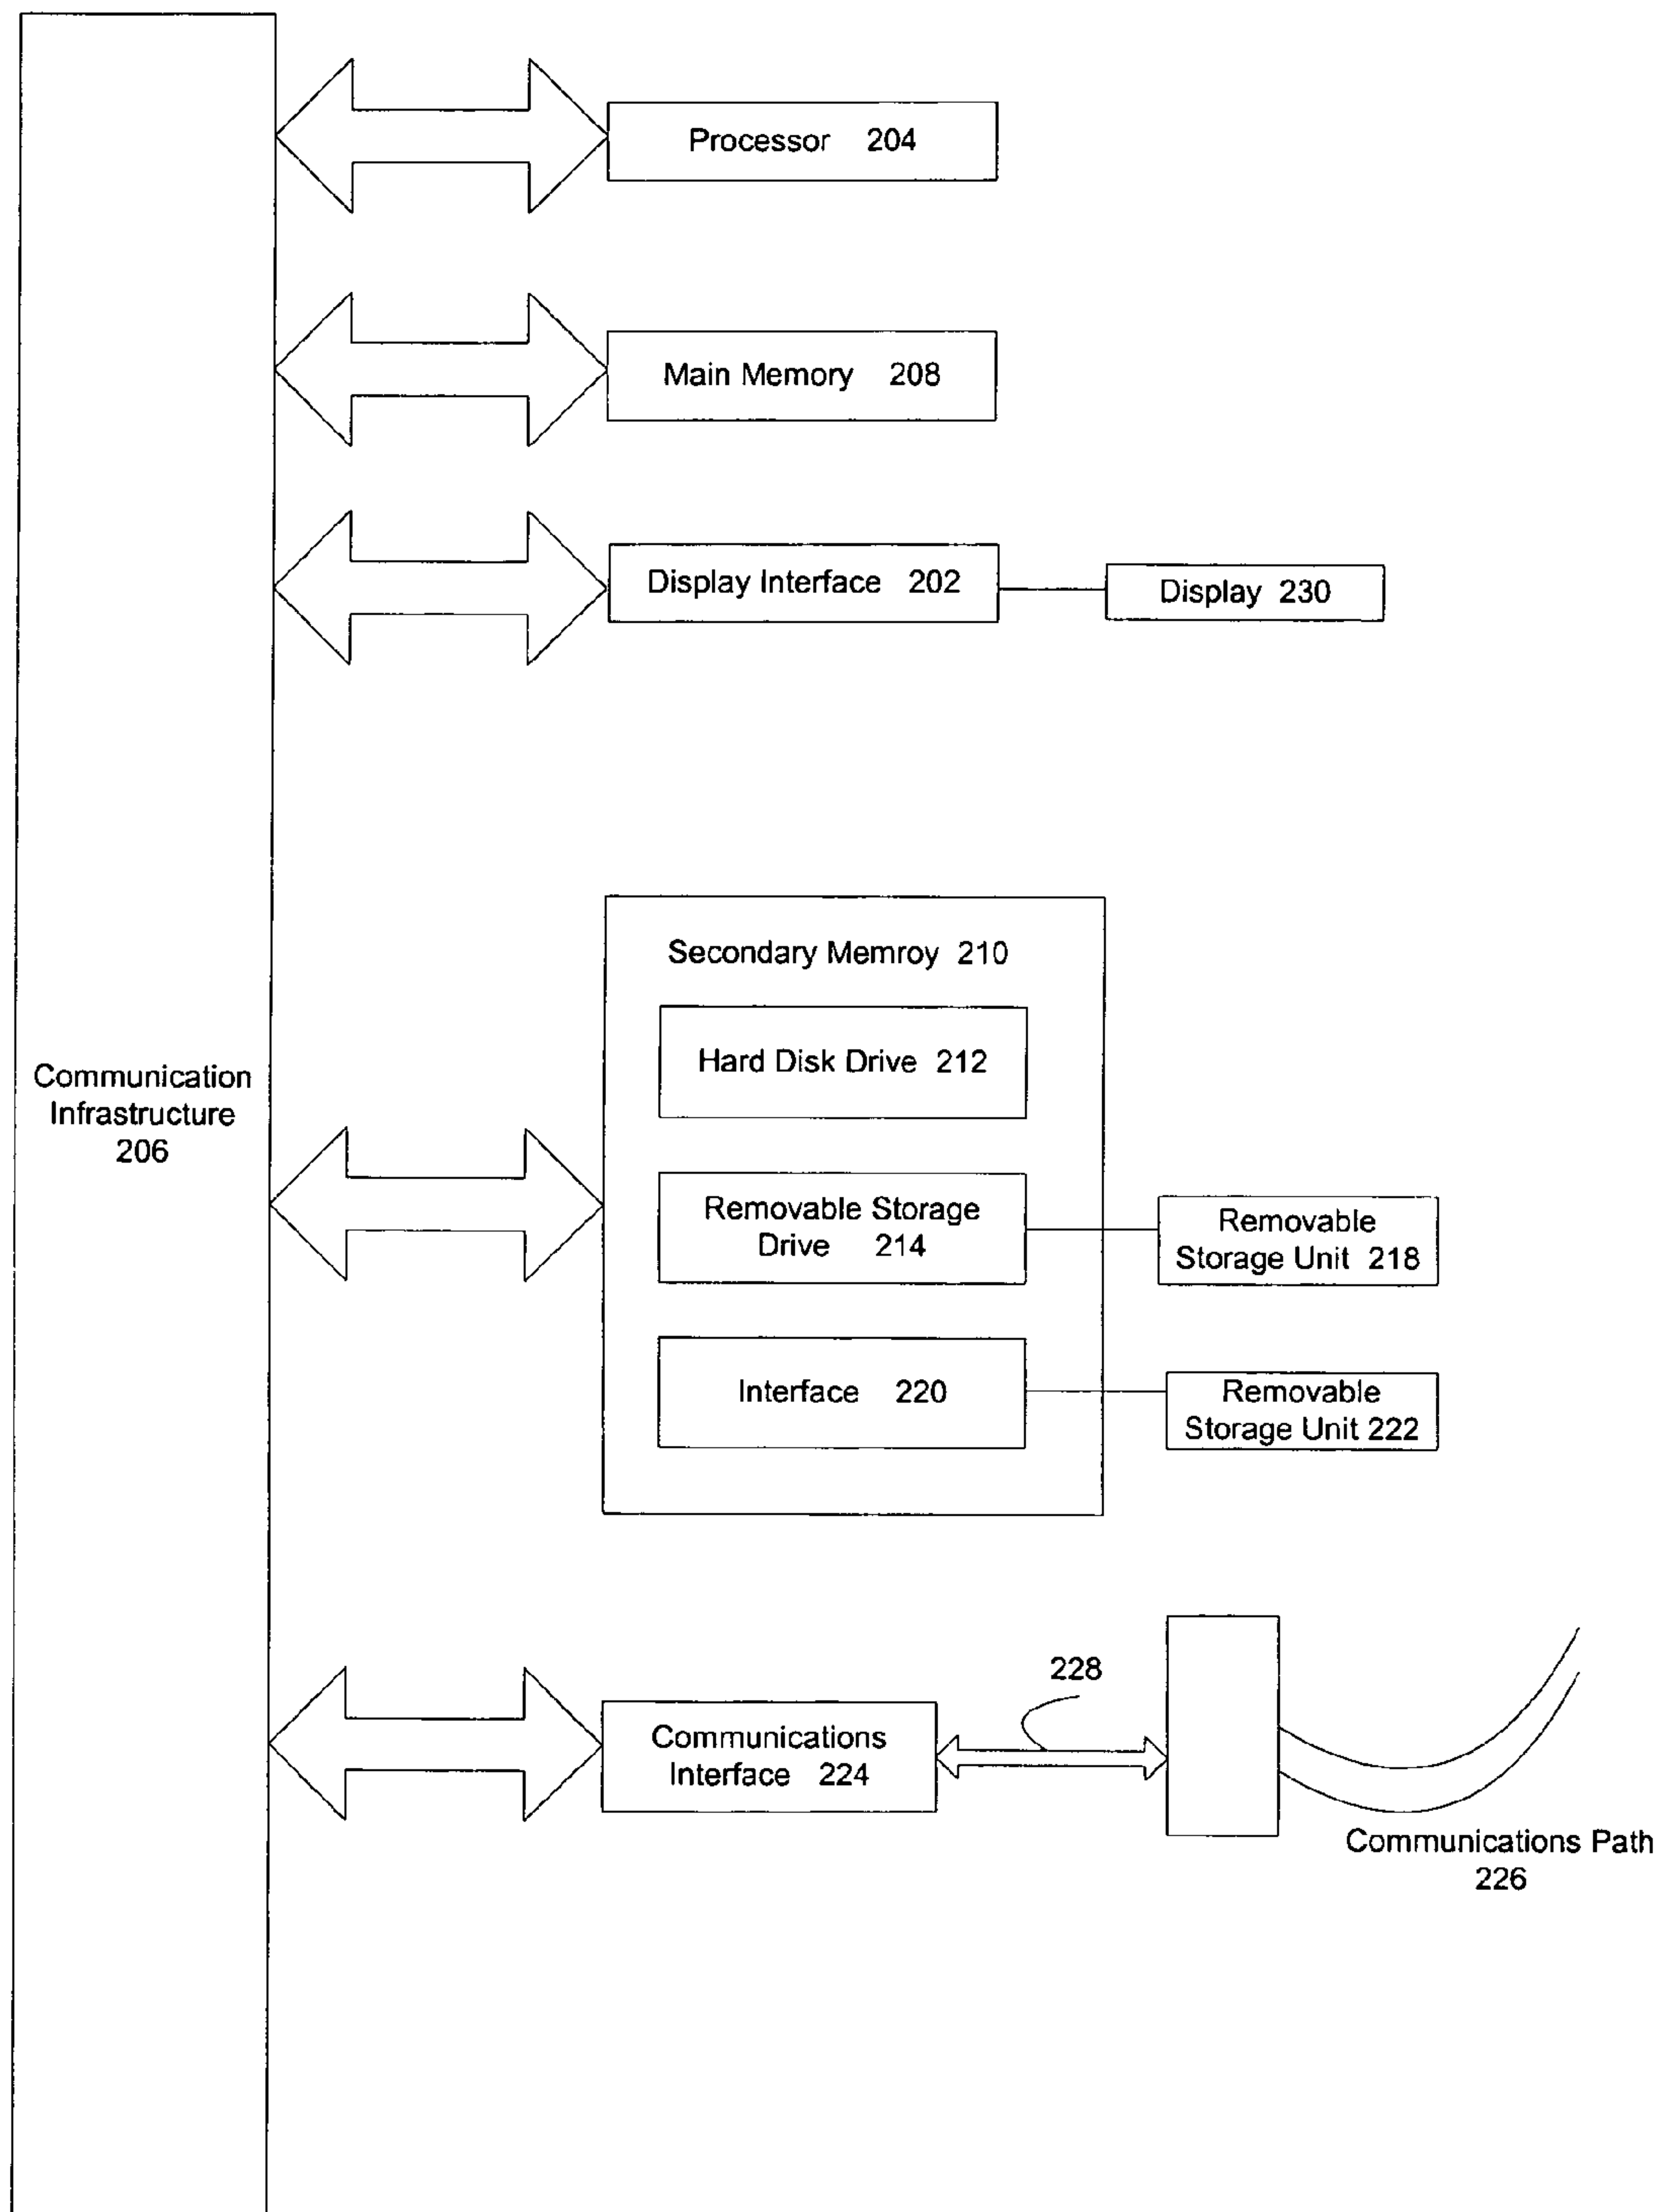 Processor 204
Main Memory 208
Display Interface 202
Display 230
Secondary Memroy 210
Hard Disk Drive 212
Communication
Infrastructure
206
Removable Storage
Drive 214
Removable
Storage Unit 218
Interface 220
Removable
Storage Unit 222
228
Communications
Interface 224
Communications Path
226